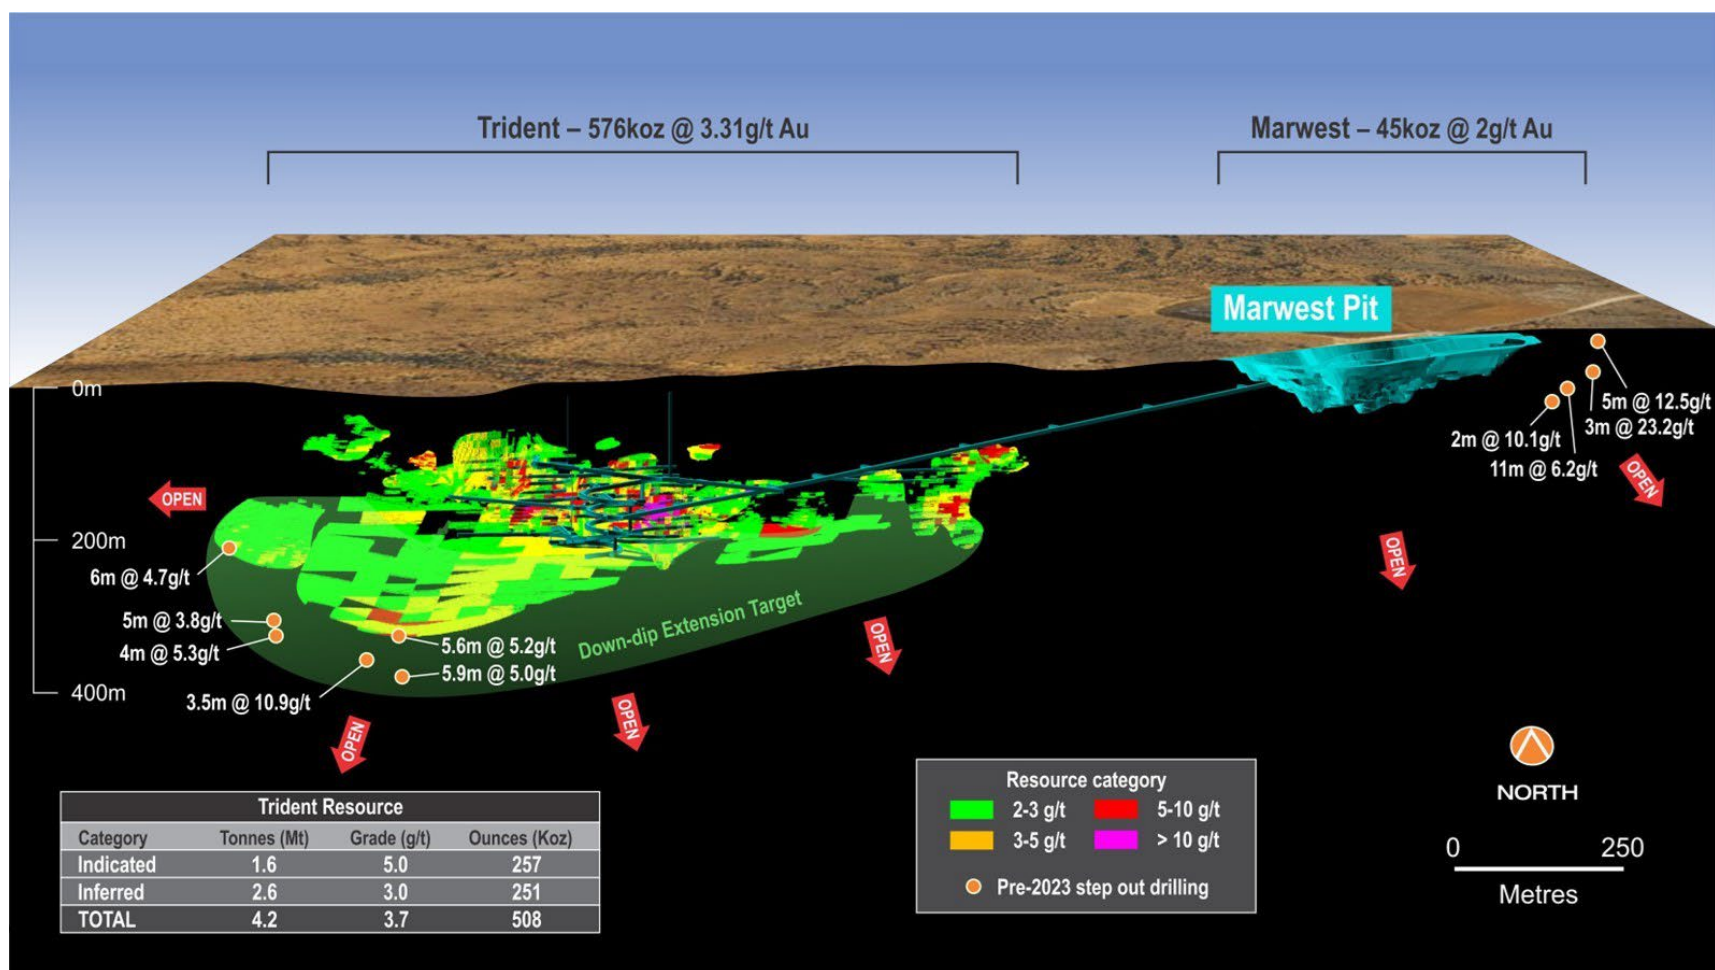 Trident – 576koz @ 3.31g/t Au
Marwest – 45koz @ 2g/t Au
Marwest Pit
0m
5m @ 12.5g/t
3m @ 23.2g/t
2m @ 10.1g/t
11m @ 6.2g/t
OPEN
OPEN
200m
OPEN
6m @ 4.7g/t
Down-dip Extension Target
5m @ 3.8g/t
OPEN
4m @ 5.3g/t
5.6m @ 5.2g/t
5.9m @ 5.0g/t
400m
3.5m @ 10.9g/t
OPEN
OPEN
Trident Resource
Category Tonnes (Mt) Grade (g/t) Ounces (Koz)
Indicated 1.6 5.0 257
Inferred 2.6 3.0 251
TOTAL 4.2 3.7 508
Resource category
2-3 g/t 5-10 g/t
3-5 g/t > 10 g/t
Pre-2023 step out drilling
NORTH
0 250
Metres